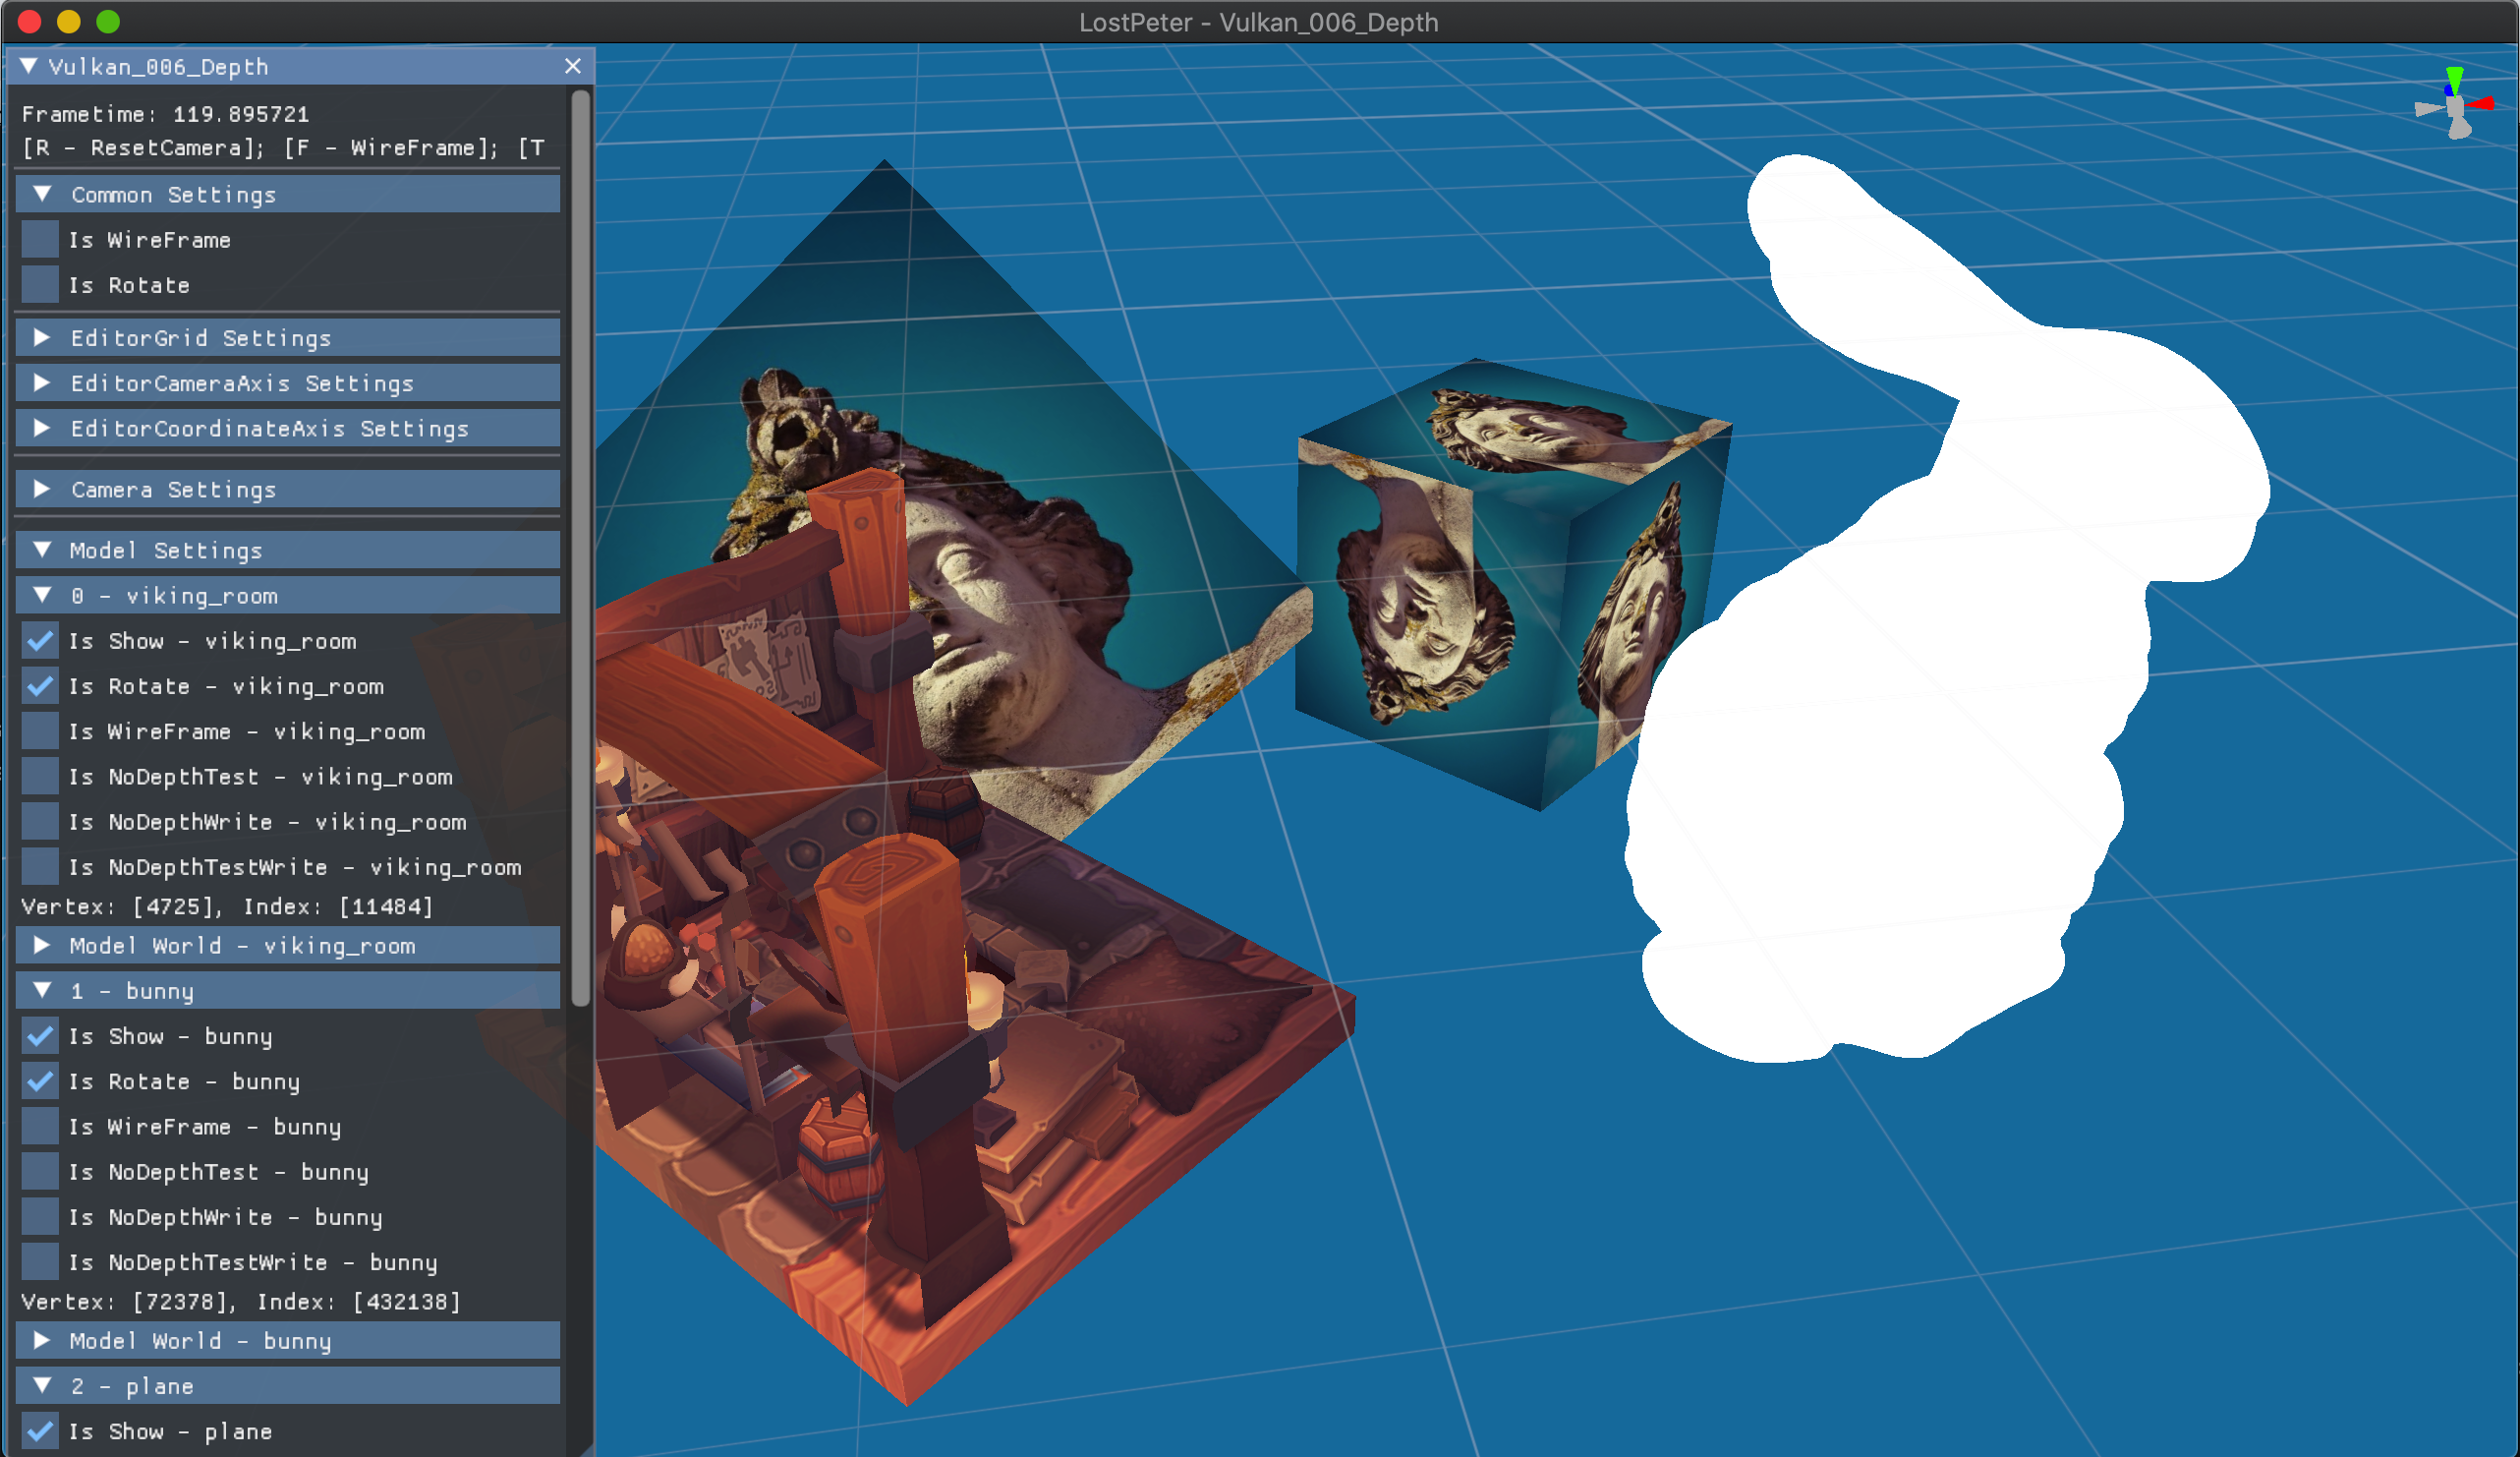 LostPeter - Vulkan_006_Depth
Vulkan_006_Depth
Frametime: 119.895721
[R - ResetCamera]; [F - WireFrame]; [T
Common Settings
Is WireFrame
Is Rotate
EditorGrid Settings
EditorCameraAxis Settings
EditorCoordinateAxis Settings
Camera Settings
Model Settings
0 - viking_room
Is Show - viking_room
Is Rotate - viking_room
Is WireFrame - viking_room
Is NoDepthTest - viking_room
Is NoDepthWrite - viking_room
Is NoDepthTestWrite - viking_room
Vertex: [4725], Index: [11484]
Model World - viking_room
1 - bunny
Is Show - bunny
Is Rotate - bunny
Is WireFrame - bunny
Is NoDepthTest - bunny
Is NoDepthWrite - bunny
Is NoDepthTestWrite - bunny
Vertex: [72378], Index: [432138]
Model World - bunny
2 - plane
Is Show - plane